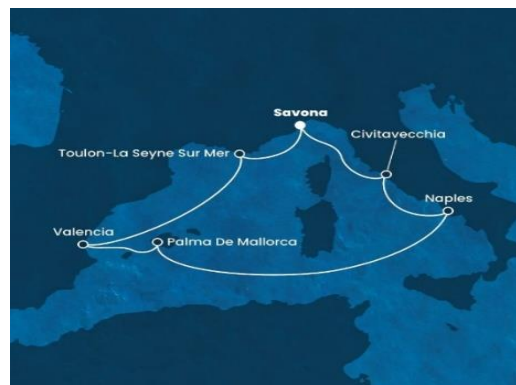 Savona
Civitavecchia
Toulon-La Seyne Sur Mer
Naples
Valencia
Palma De Mallorca